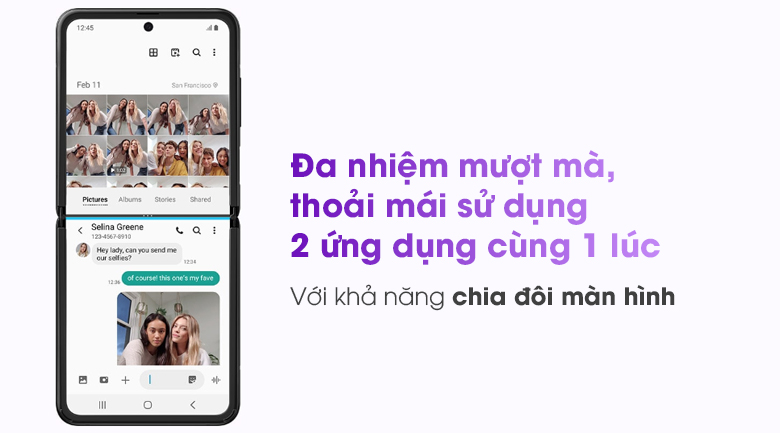 12:45
Feb 11
San Francisco
5:02
Pictures Albums Stories Shared
Selina Greene
123-4567-8910
Hey lady, can you send me
our selfies?
12:34
of course! this one's my fave
12:36
Đa nhiệm mượt mà,
thoải mái sử dụng
2 ứng dụng cùng 1 lúc
Với khả năng chia đôi màn hình